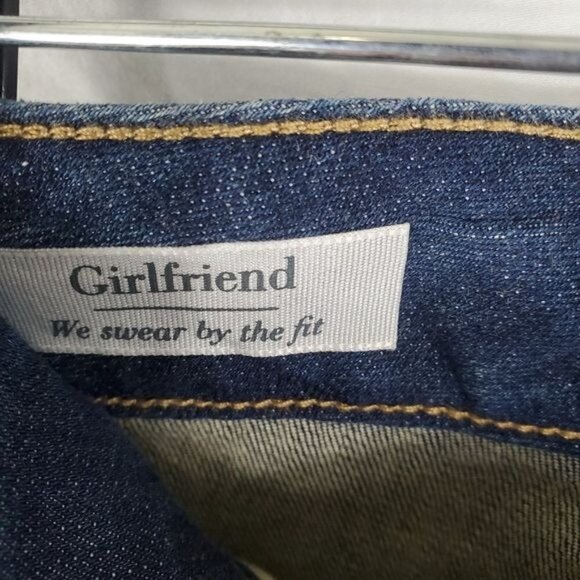 Girlfriend
We swear by the fit